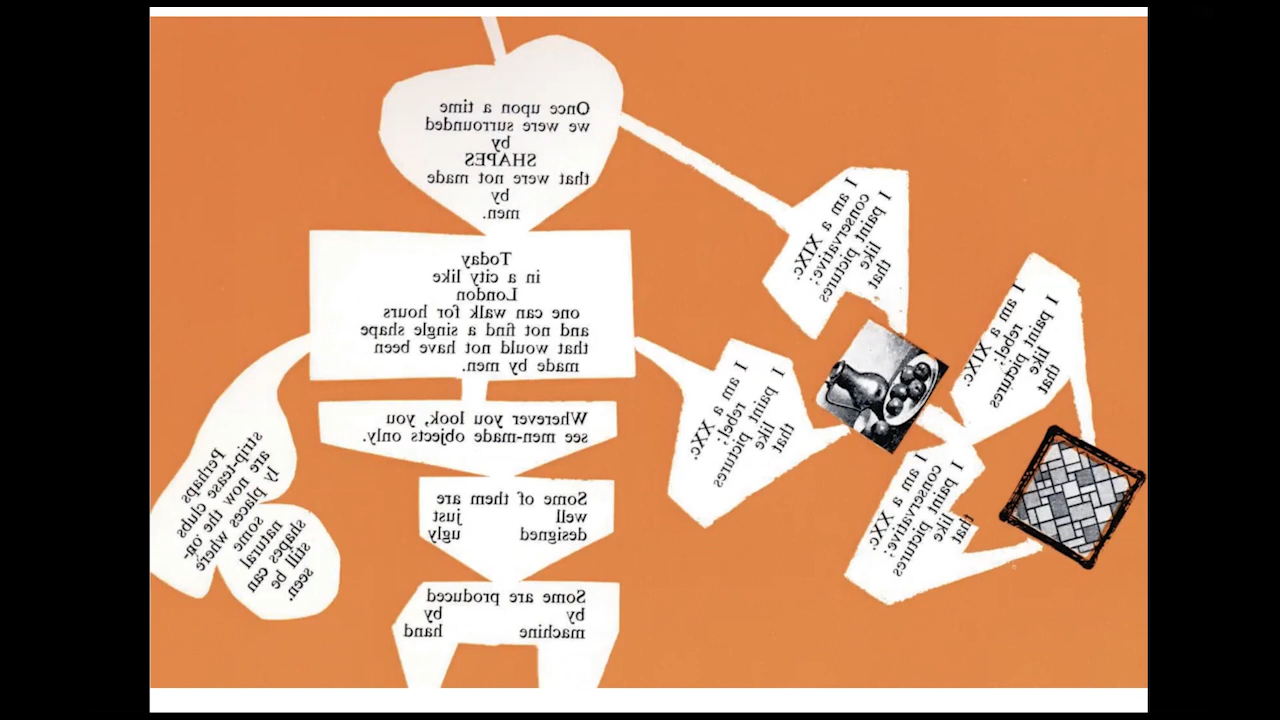 Once upon a time
we were surrounded
by
SHAPES
that were not made
by
men.
Today
in a city like
London
one can walk for hours
and not find a single shape
that would not have been
made by men.
Wherever you look, you
see men-made objects only.
Some of them are
well just
designed ugly
Some are produced
by by
machine hand
Perhaps
strip-tease clubs
are now the on-
ly places where
some natural
shapes can
still be
seen.
I am a XIXc.
conservative;
I paint pictures
like
that
I am a XXc.
rebel;
I paint pictures
like
that
I am a XIXc.
rebel;
I paint pictures
like
that
I am a XXc.
conservative;
I paint pictures
like
that